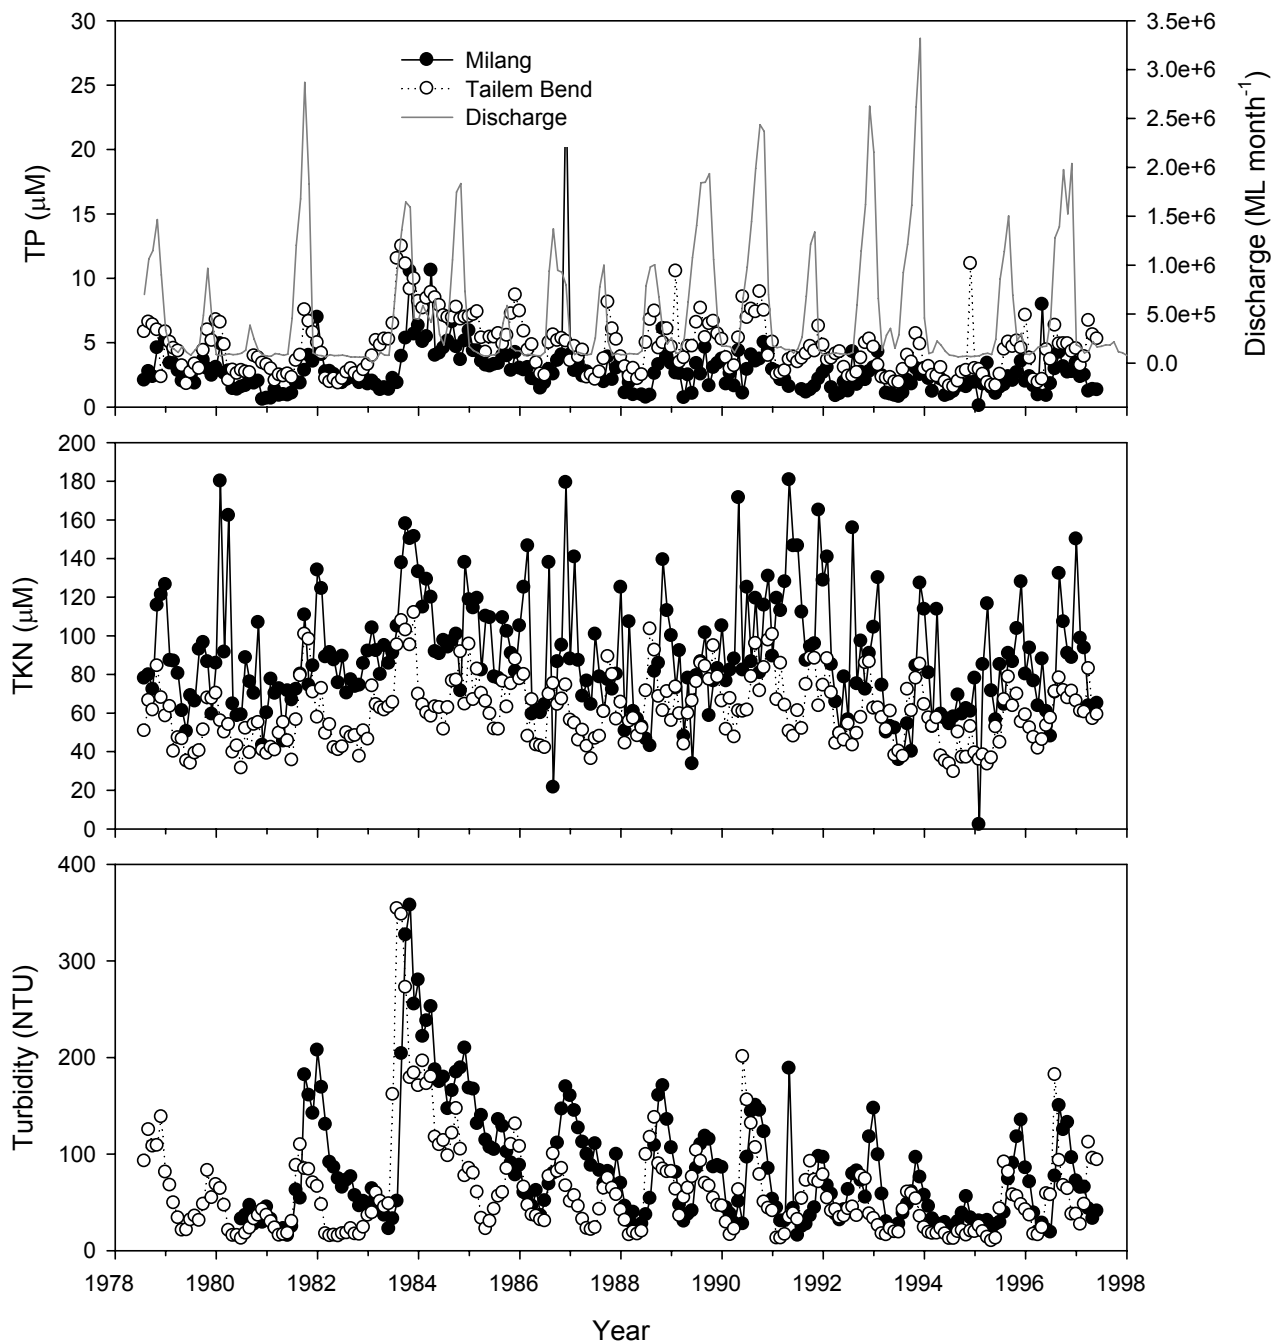 30
25
20
15
10
5
0
TP (μM)
Milang
Tailem Bend
Discharge
3.5e+6
3.0e+6
2.5e+6
2.0e+6
1.5e+6
1.0e+6
5.0e+5
0.0
Discharge (ML month⁻¹)
200
180
160
140
120
100
80
60
40
20
0
TKN (μM)
400
300
200
100
0
Turbidity (NTU)
1978 1980 1982 1984 1986 1988 1990 1992 1994 1996 1998
Year